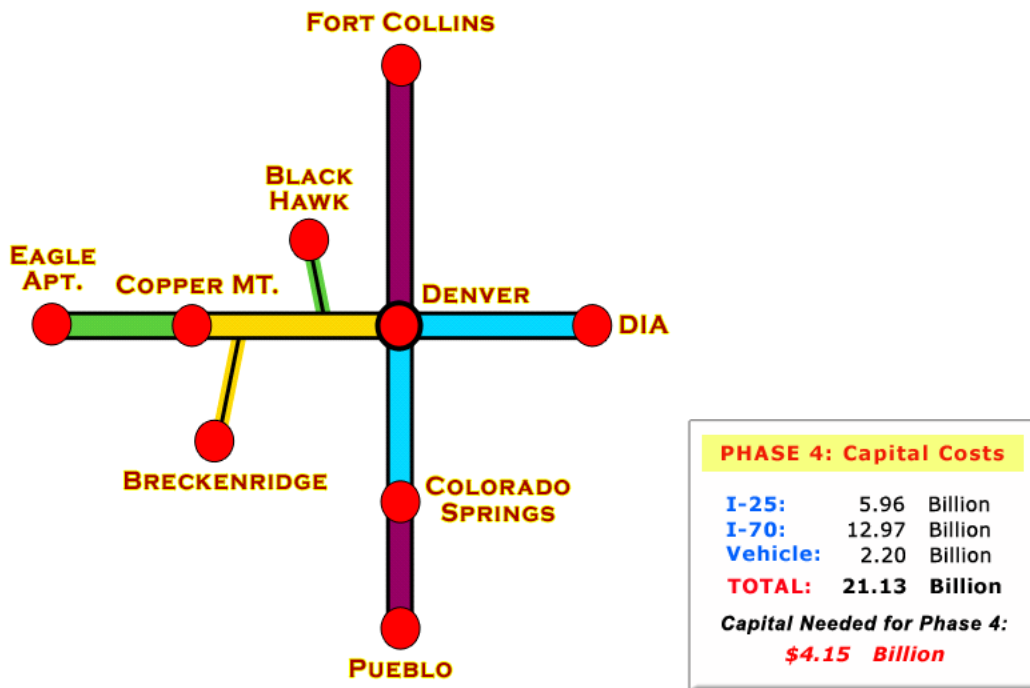 FORT COLLINS
BLACK
HAWK
EAGLE
APT.
COPPER MT.
DENVER
DIA
BRECKENRIDGE
COLORADO
SPRINGS
PUEBLO
PHASE 4: Capital Costs
I-25: 5.96 Billion
I-70: 12.97 Billion
Vehicle: 2.20 Billion
TOTAL: 21.13 Billion
Capital Needed for Phase 4:
$4.15 Billion